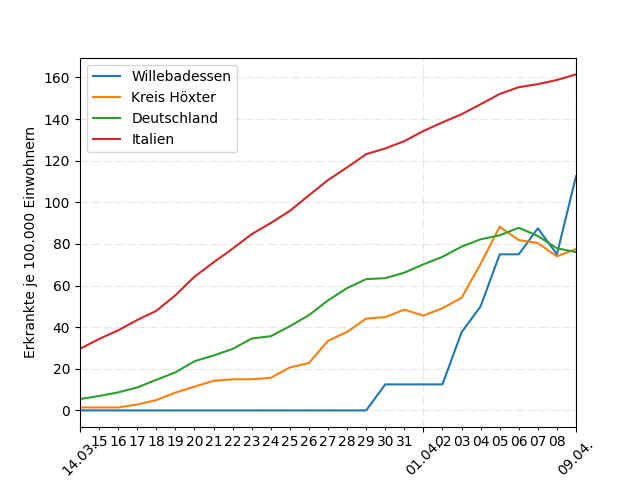 Willebadessen
Kreis Höxter
Deutschland
Italien
Erkrankte je 100.000 Einwohnern
160
140
120
100
80
60
40
20
0
14.03. 15 16 17 18 19 20 21 22 23 24 25 26 27 28 29 30 31 01.04. 02 03 04 05 06 07 08 09.04.